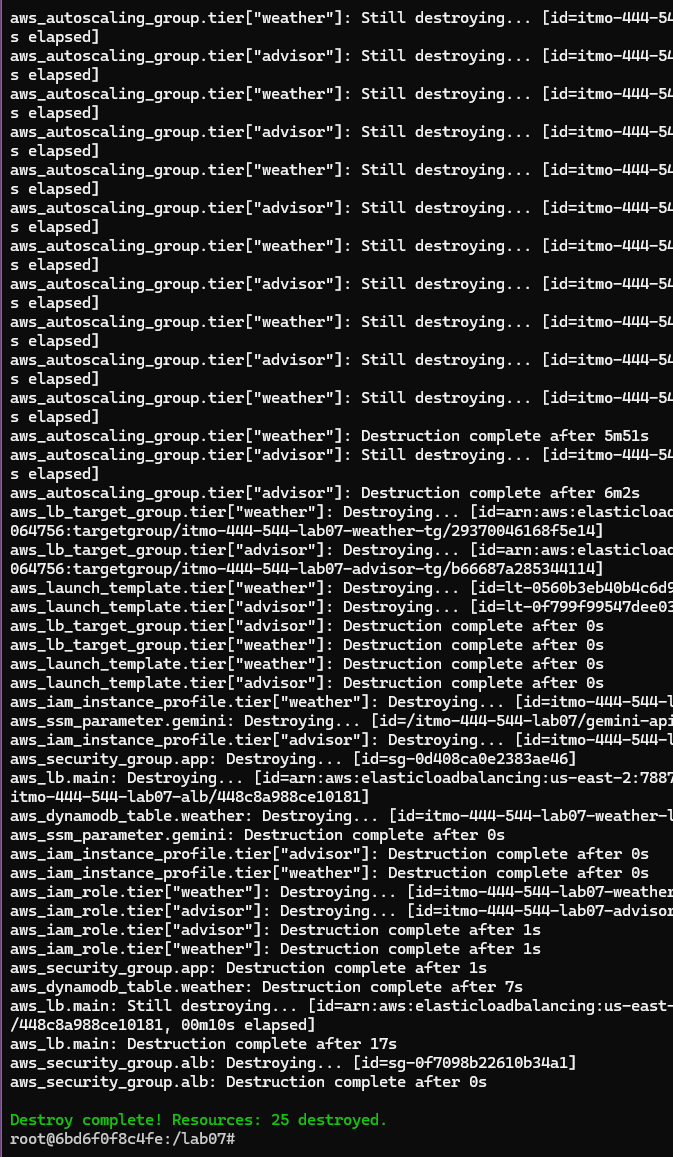 aws_autoscaling_group.tier["weather"]: Still destroying... [id=itmo-444-54
s elapsed]
aws_autoscaling_group.tier["advisor"]: Still destroying... [id=itmo-444-54
s elapsed]
aws_autoscaling_group.tier["weather"]: Still destroying... [id=itmo-444-54
s elapsed]
aws_autoscaling_group.tier["advisor"]: Still destroying... [id=itmo-444-54
s elapsed]
aws_autoscaling_group.tier["weather"]: Still destroying... [id=itmo-444-54
s elapsed]
aws_autoscaling_group.tier["advisor"]: Still destroying... [id=itmo-444-54
s elapsed]
aws_autoscaling_group.tier["weather"]: Still destroying... [id=itmo-444-54
s elapsed]
aws_autoscaling_group.tier["advisor"]: Still destroying... [id=itmo-444-54
s elapsed]
aws_autoscaling_group.tier["weather"]: Still destroying... [id=itmo-444-54
s elapsed]
aws_autoscaling_group.tier["advisor"]: Still destroying... [id=itmo-444-54
s elapsed]
aws_autoscaling_group.tier["weather"]: Still destroying... [id=itmo-444-54
s elapsed]
aws_autoscaling_group.tier["weather"]: Destruction complete after 5m51s
aws_autoscaling_group.tier["advisor"]: Still destroying... [id=itmo-444-54
s elapsed]
aws_autoscaling_group.tier["advisor"]: Destruction complete after 6m2s
aws_lb_target_group.tier["weather"]: Destroying... [id=arn:aws:elasticload
064756:targetgroup/itmo-444-544-lab07-weather-tg/29370046168f5e14]
aws_lb_target_group.tier["advisor"]: Destroying... [id=arn:aws:elasticload
064756:targetgroup/itmo-444-544-lab07-advisor-tg/b66687a285344114]
aws_launch_template.tier["weather"]: Destroying... [id=lt-0560b3eb40b4c6d9
aws_launch_template.tier["advisor"]: Destroying... [id=lt-0f799f99547dee03
aws_lb_target_group.tier["advisor"]: Destruction complete after 0s
aws_lb_target_group.tier["weather"]: Destruction complete after 0s
aws_launch_template.tier["weather"]: Destruction complete after 0s
aws_launch_template.tier["advisor"]: Destruction complete after 0s
aws_iam_instance_profile.tier["weather"]: Destroying... [id=itmo-444-544-l
aws_ssm_parameter.gemini: Destroying... [id=/itmo-444-544-lab07/gemini-api
aws_iam_instance_profile.tier["advisor"]: Destroying... [id=itmo-444-544-l
aws_security_group.app: Destroying... [id=sg-0d408ca0e2383ae46]
aws_lb.main: Destroying... [id=arn:aws:elasticloadbalancing:us-east-2:7887
itmo-444-544-lab07-alb/448c8a988ce10181]
aws_dynamodb_table.weather: Destroying... [id=itmo-444-544-lab07-weather-l
aws_ssm_parameter.gemini: Destruction complete after 0s
aws_iam_instance_profile.tier["advisor"]: Destruction complete after 0s
aws_iam_instance_profile.tier["weather"]: Destruction complete after 0s
aws_iam_role.tier["weather"]: Destroying... [id=itmo-444-544-lab07-weather
aws_iam_role.tier["advisor"]: Destroying... [id=itmo-444-544-lab07-advisor
aws_iam_role.tier["advisor"]: Destruction complete after 1s
aws_iam_role.tier["weather"]: Destruction complete after 1s
aws_security_group.app: Destruction complete after 1s
aws_dynamodb_table.weather: Destruction complete after 7s
aws_lb.main: Still destroying... [id=arn:aws:elasticloadbalancing:us-east-
/448c8a988ce10181, 00m10s elapsed]
aws_lb.main: Destruction complete after 17s
aws_security_group.alb: Destroying... [id=sg-0f7098b22610b34a1]
aws_security_group.alb: Destruction complete after 0s
Destroy complete! Resources: 25 destroyed.
root@6bd6f0f8c4fe:/lab07#